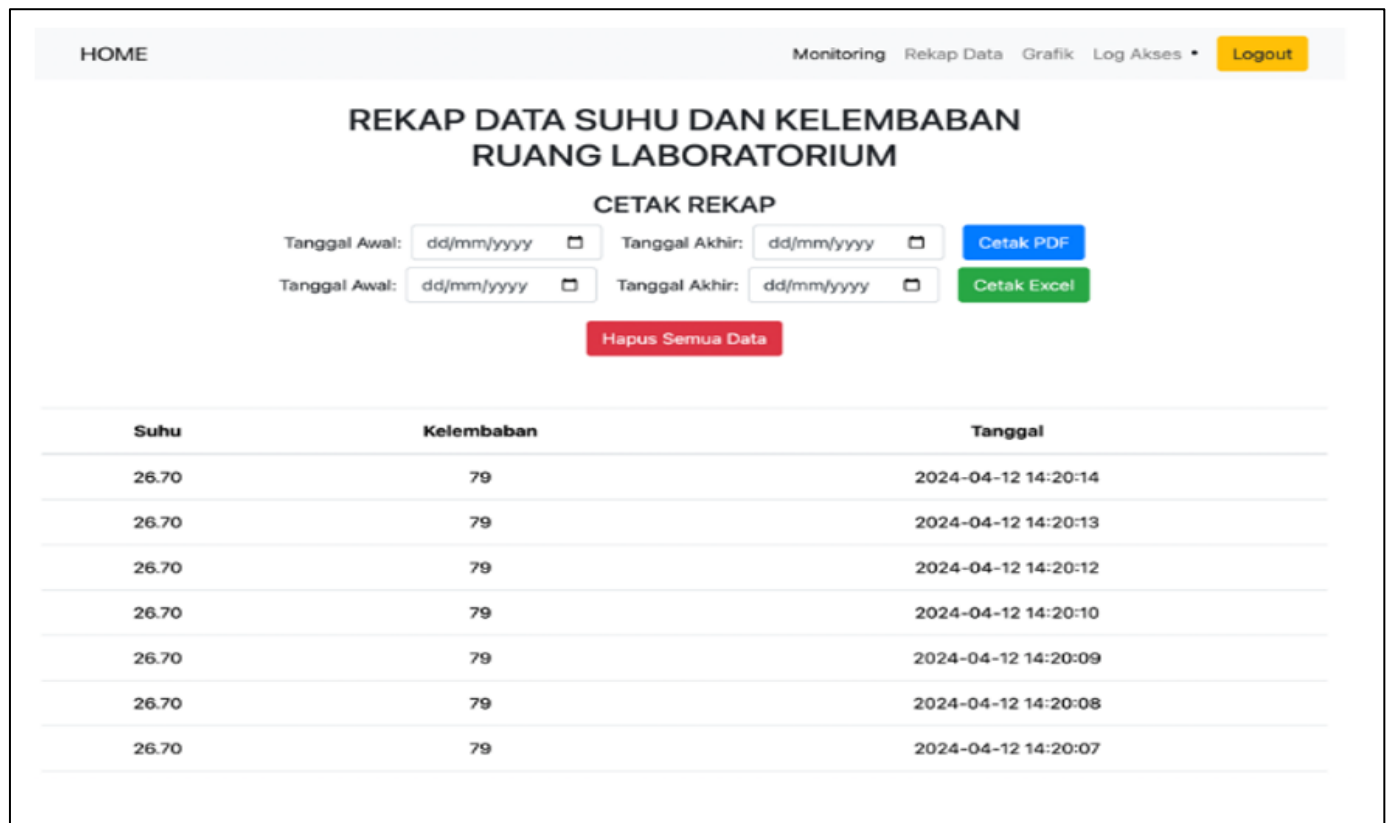 HOME Monitoring Rekap Data Grafik Log Akses Logout
REKAP DATA SUHU DAN KELEMBABAN
RUANG LABORATORIUM
CETAK REKAP
Tanggal Awal: dd/mm/yyyy Tanggal Akhir: dd/mm/yyyy Cetak PDF
Tanggal Awal: dd/mm/yyyy Tanggal Akhir: dd/mm/yyyy Cetak Excel
Hapus Semua Data
Suhu Kelembaban Tanggal
26.70 79 2024-04-12 14:20:14
26.70 79 2024-04-12 14:20:13
26.70 79 2024-04-12 14:20:12
26.70 79 2024-04-12 14:20:10
26.70 79 2024-04-12 14:20:09
26.70 79 2024-04-12 14:20:08
26.70 79 2024-04-12 14:20:07